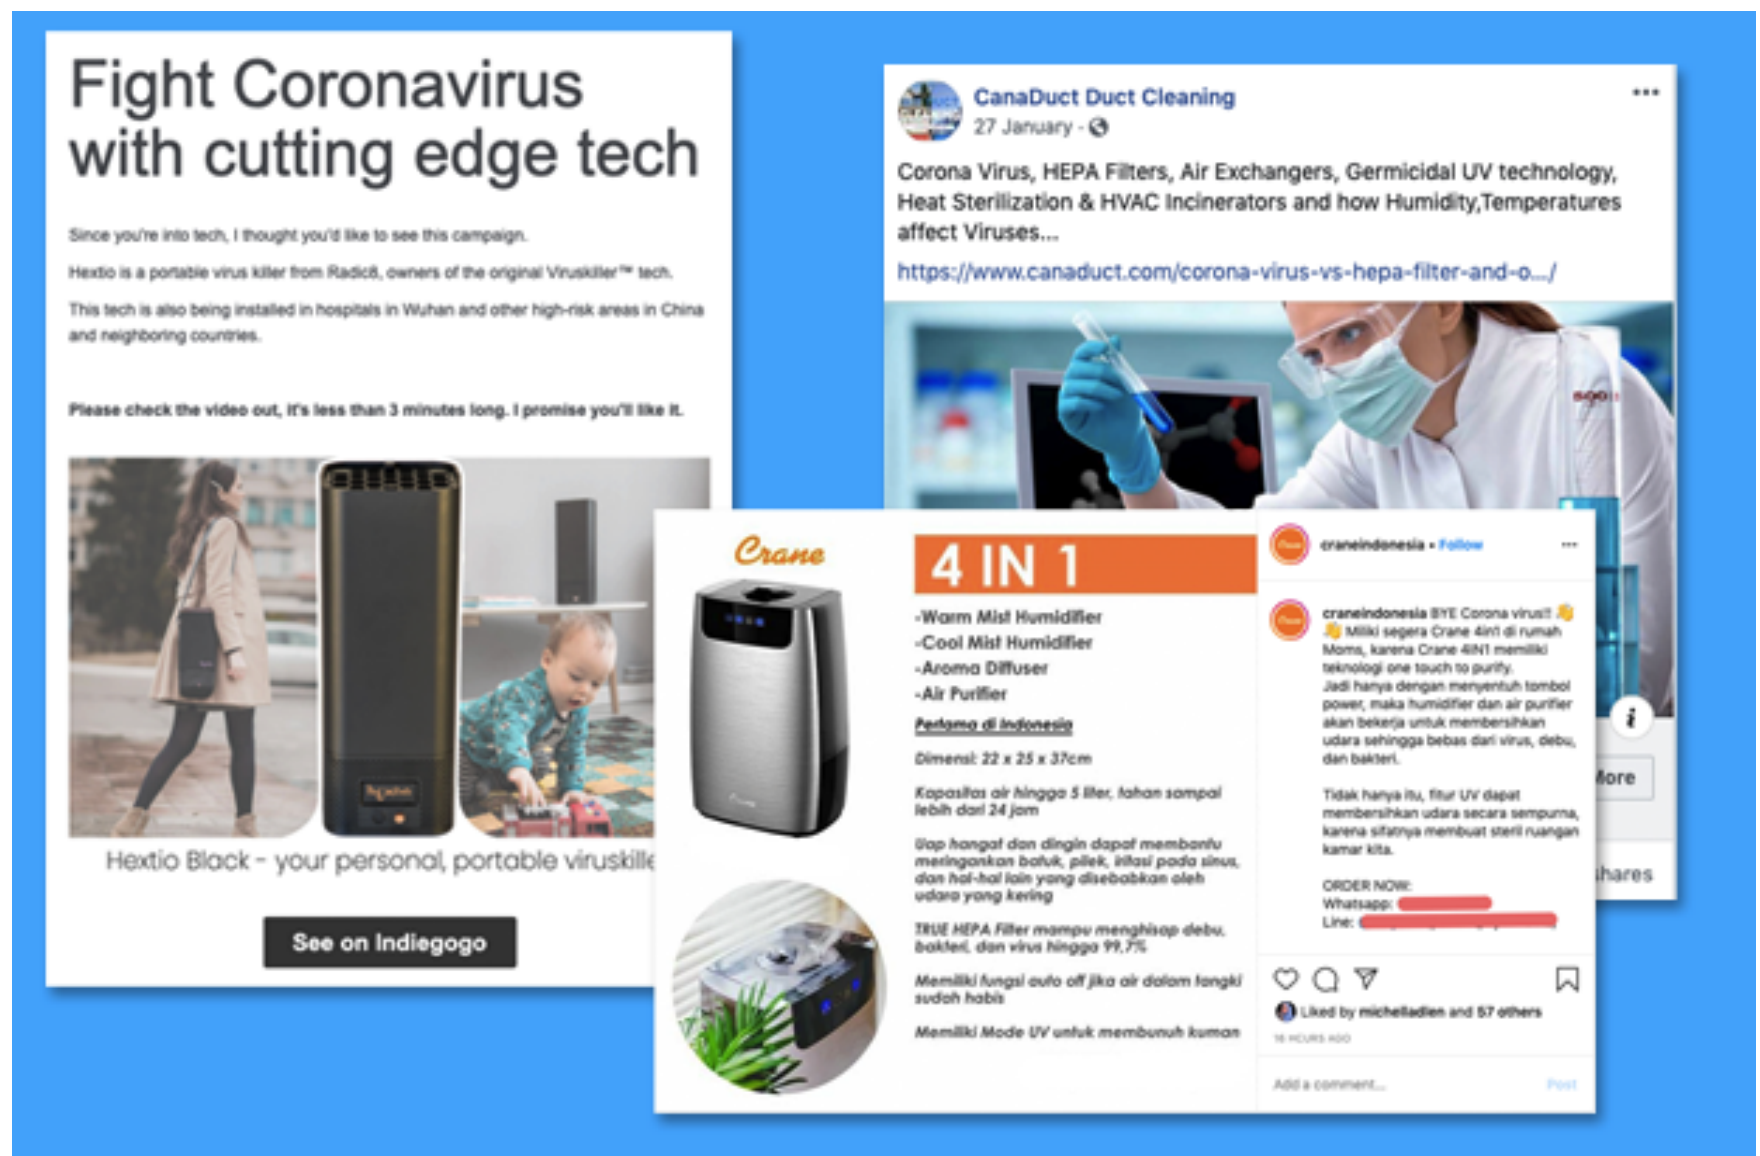 Fight Coronavirus
with cutting edge tech
Since you're into tech, I thought you'd like to see this campaign.
Hextio is a portable virus killer from Radic8, owners of the original Viruskiller™ tech.
This tech is also being installed in hospitals in Wuhan and other high-risk areas in China
and neighboring countries.
Please check the video out, it's less than 3 minutes long. I promise you'll like it.
Hextio Black - your personal, portable viruskille
See on Indiegogo
CanaDuct Duct Cleaning
27 January ·
Corona Virus, HEPA Filters, Air Exchangers, Germicidal UV technology,
Heat Sterilization & HVAC Incinerators and how Humidity,Temperatures
affect Viruses...
https://www.canaduct.com/corona-virus-vs-hepa-filter-and-o.../
i
More
shares
Crane
4 IN 1
-Warm Mist Humidifier
-Cool Mist Humidifier
-Aroma Diffuser
-Air Purifier
Pertama di Indonesia
Dimensi: 22 x 25 x 37cm
Kapasitas air hingga 5 liter, tahan sampai
lebih dari 24 jam
Uap hangat dan dingin dapat membantu
meringankan batuk, pilek, iritasi pada sinus,
dan hal-hal lain yang disebabkan oleh
udara yang kering
TRUE HEPA Filter mampu menghisap debu,
bakteri, dan virus hingga 99,7%
Memiliki fungsi auto off jika air dalam tangki
sudah habis
Memiliki Mode UV untuk membunuh kuman
craneindonesia • Follow
craneindonesia BYE Corona virus!! 👋
👋 Miliki segera Crane 4in1 di rumah
Moms, karena Crane 4IN1 memiliki
teknologi one touch to purify.
Jadi hanya dengan menyentuh tombol
power, maka humidifier dan air purifier
akan bekerja untuk membersihkan
udara sehingga bebas dari virus, debu,
dan bakteri.
Tidak hanya itu, fitur UV dapat
membersihkan udara secara sempurna,
karena sifatnya membuat steril ruangan
kamar kita.
ORDER NOW:
Whatsapp:
Line:
Liked by michelladlen and 57 others
16 HOURS AGO
Add a comment...
Post